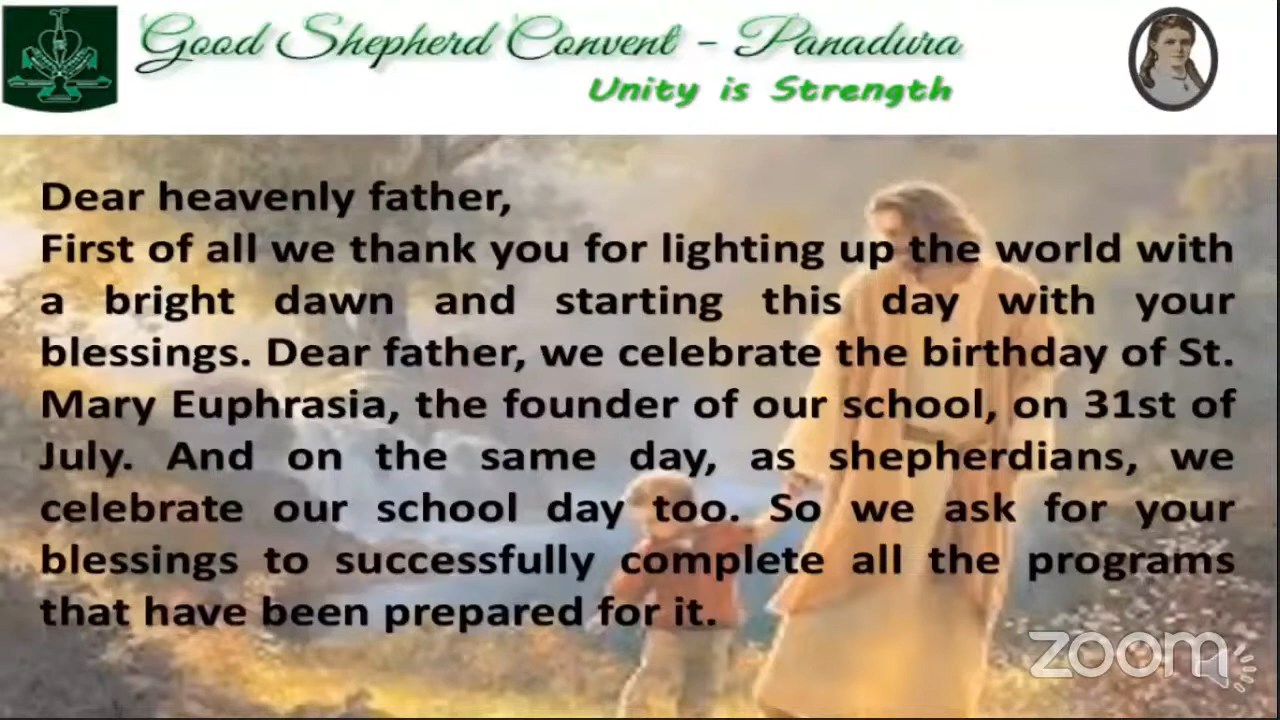 Good Shepherd Convent - Panadura
Unity is Strength
Dear heavenly father,
First of all we thank you for lighting up the world with
a bright dawn and starting this day with your
blessings. Dear father, we celebrate the birthday of St.
Mary Euphrasia, the founder of our school, on 31st of
July. And on the same day, as shepherdians, we
celebrate our school day too. So we ask for your
blessings to successfully complete all the programs
that have been prepared for it.
zoom